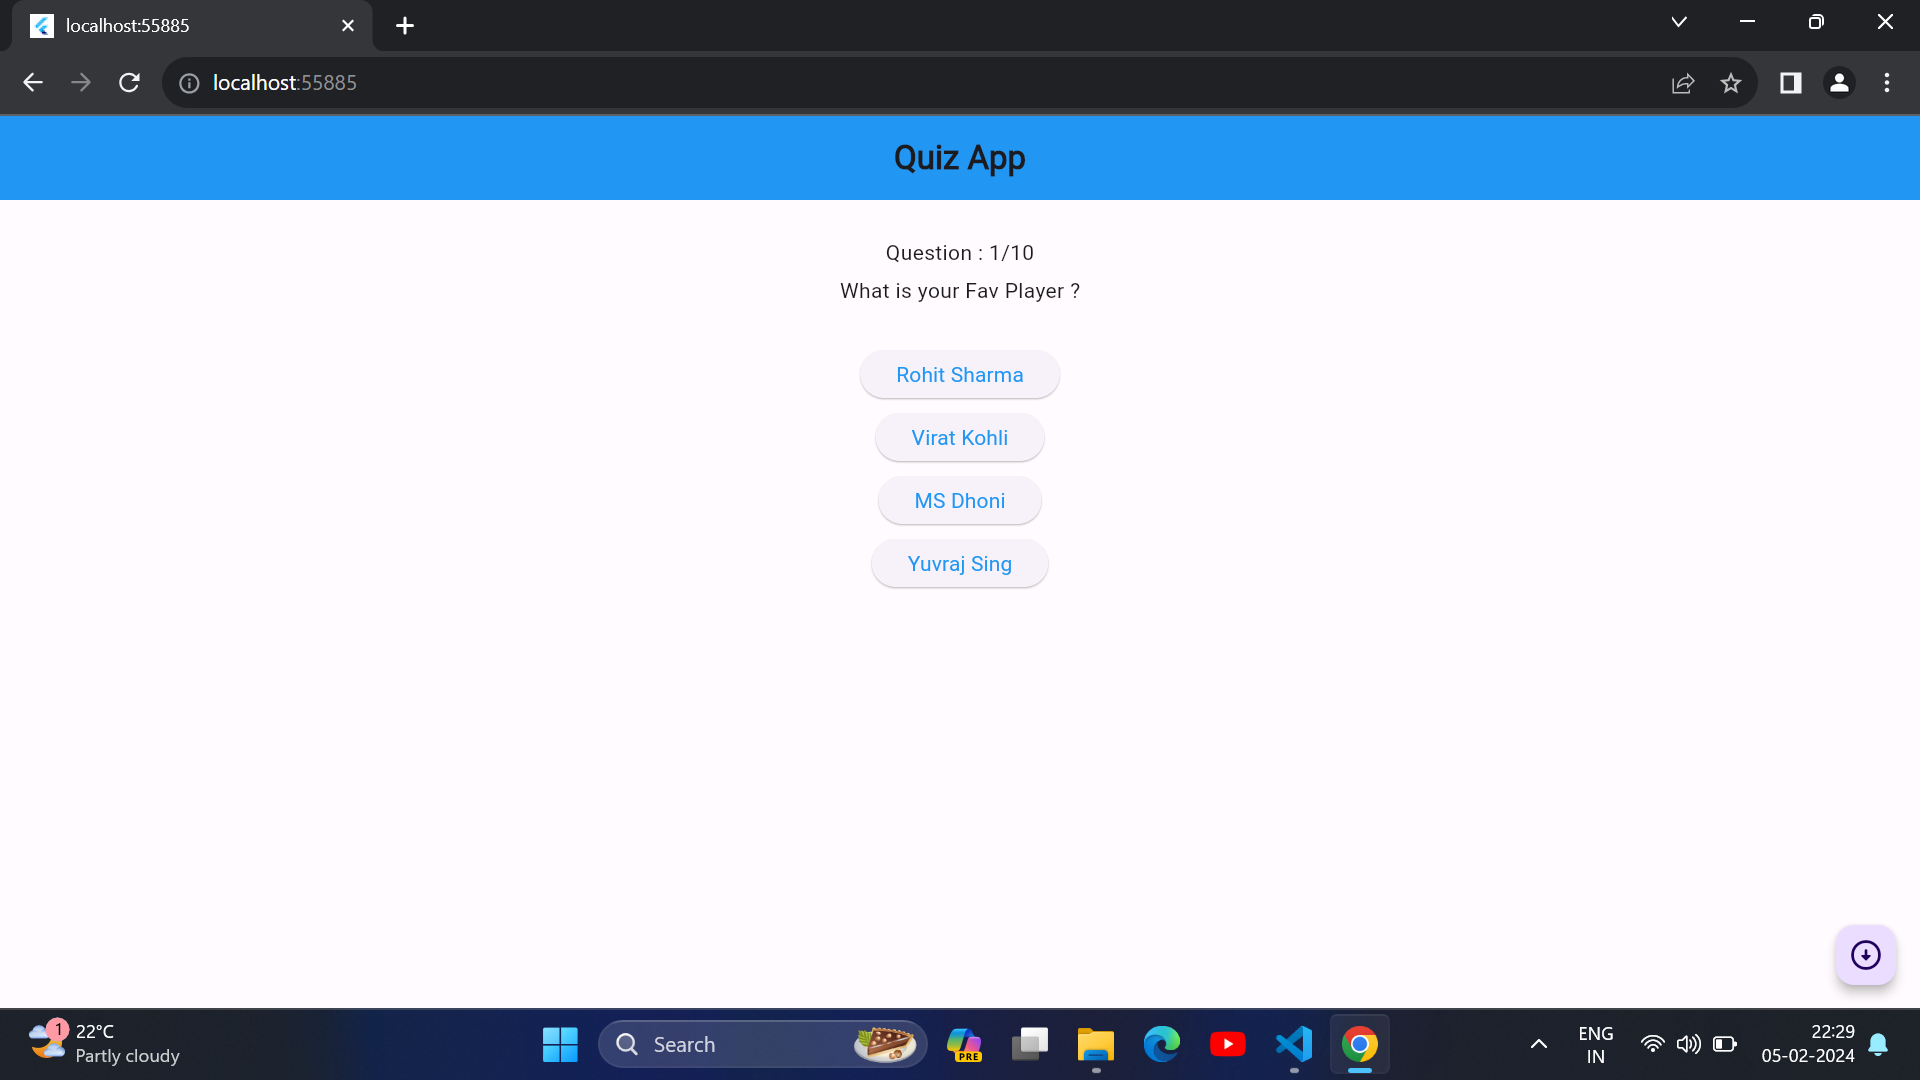 localhost:55885
localhost:55885
Quiz App
Question : 1/10
What is your Fav Player ?
Rohit Sharma
Virat Kohli
MS Dhoni
Yuvraj Sing
1
22°C
Partly cloudy
Search
PRE
ENG
IN
22:29
05-02-2024